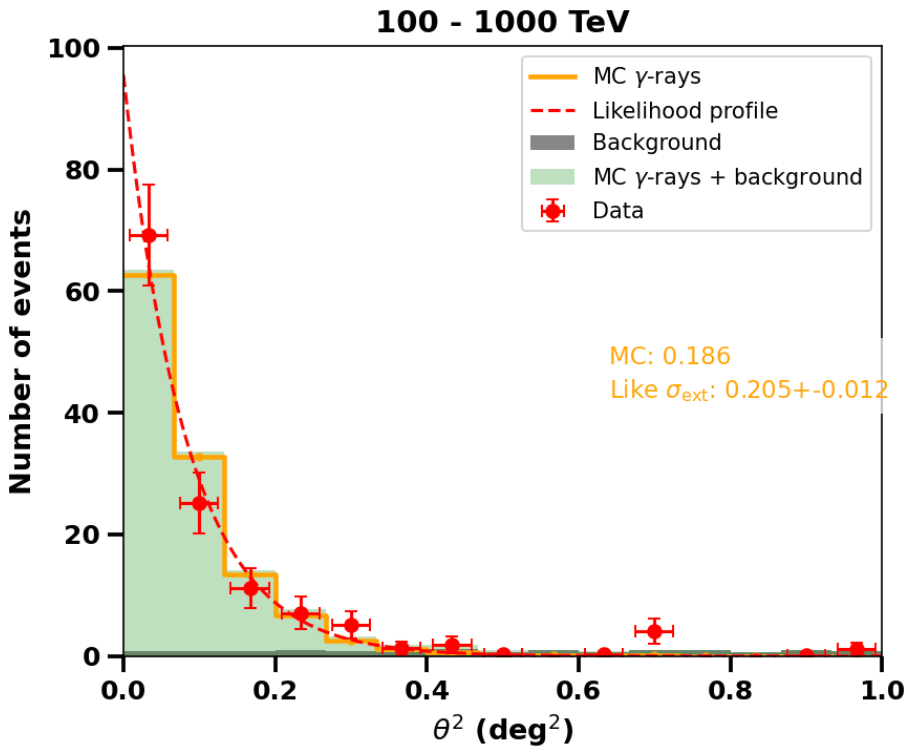 100 - 1000 TeV
100
80
60
40
20
0
Number of events
MC γ-rays
Likelihood profile
Background
MC γ-rays + background
Data
MC: 0.186
Like σ_ext: 0.205+-0.012
0.0 0.2 0.4 0.6 0.8 1.0
θ² (deg²)